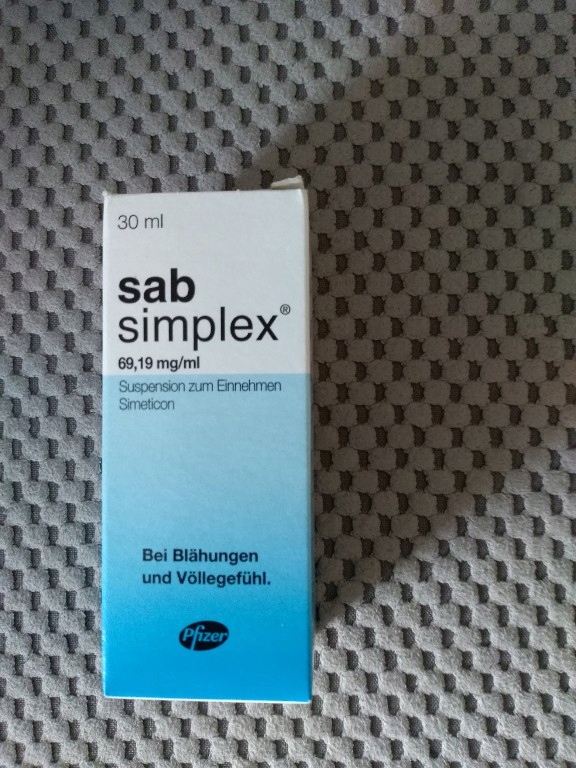 30 ml
sab
simplex®
69,19 mg/ml
Suspension zum Einnehmen
Simeticon
Bei Blähungen
und Völlegefühl.
Pfizer